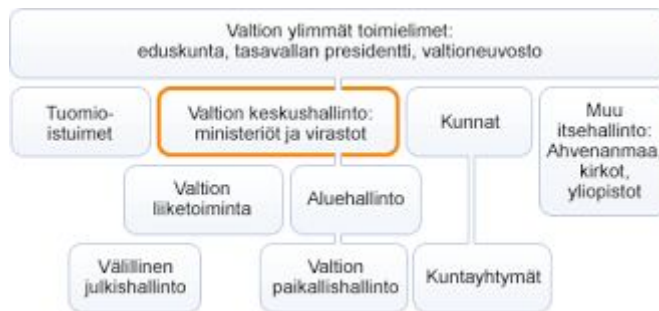 Valtion ylimmät toimielimet:
eduskunta, tasavallan presidentti, valtioneuvosto
Tuomio-
istuimet
Valtion keskushallinto:
ministeriöt ja virastot
Kunnat
Muu
itsehallinto:
Ahvenanmaa,
kirkot,
yliopistot
Valtion
liiketoiminta
Aluehallinto
Välillinen
julkishallinto
Valtion
paikallishallinto
Kuntayhtymät